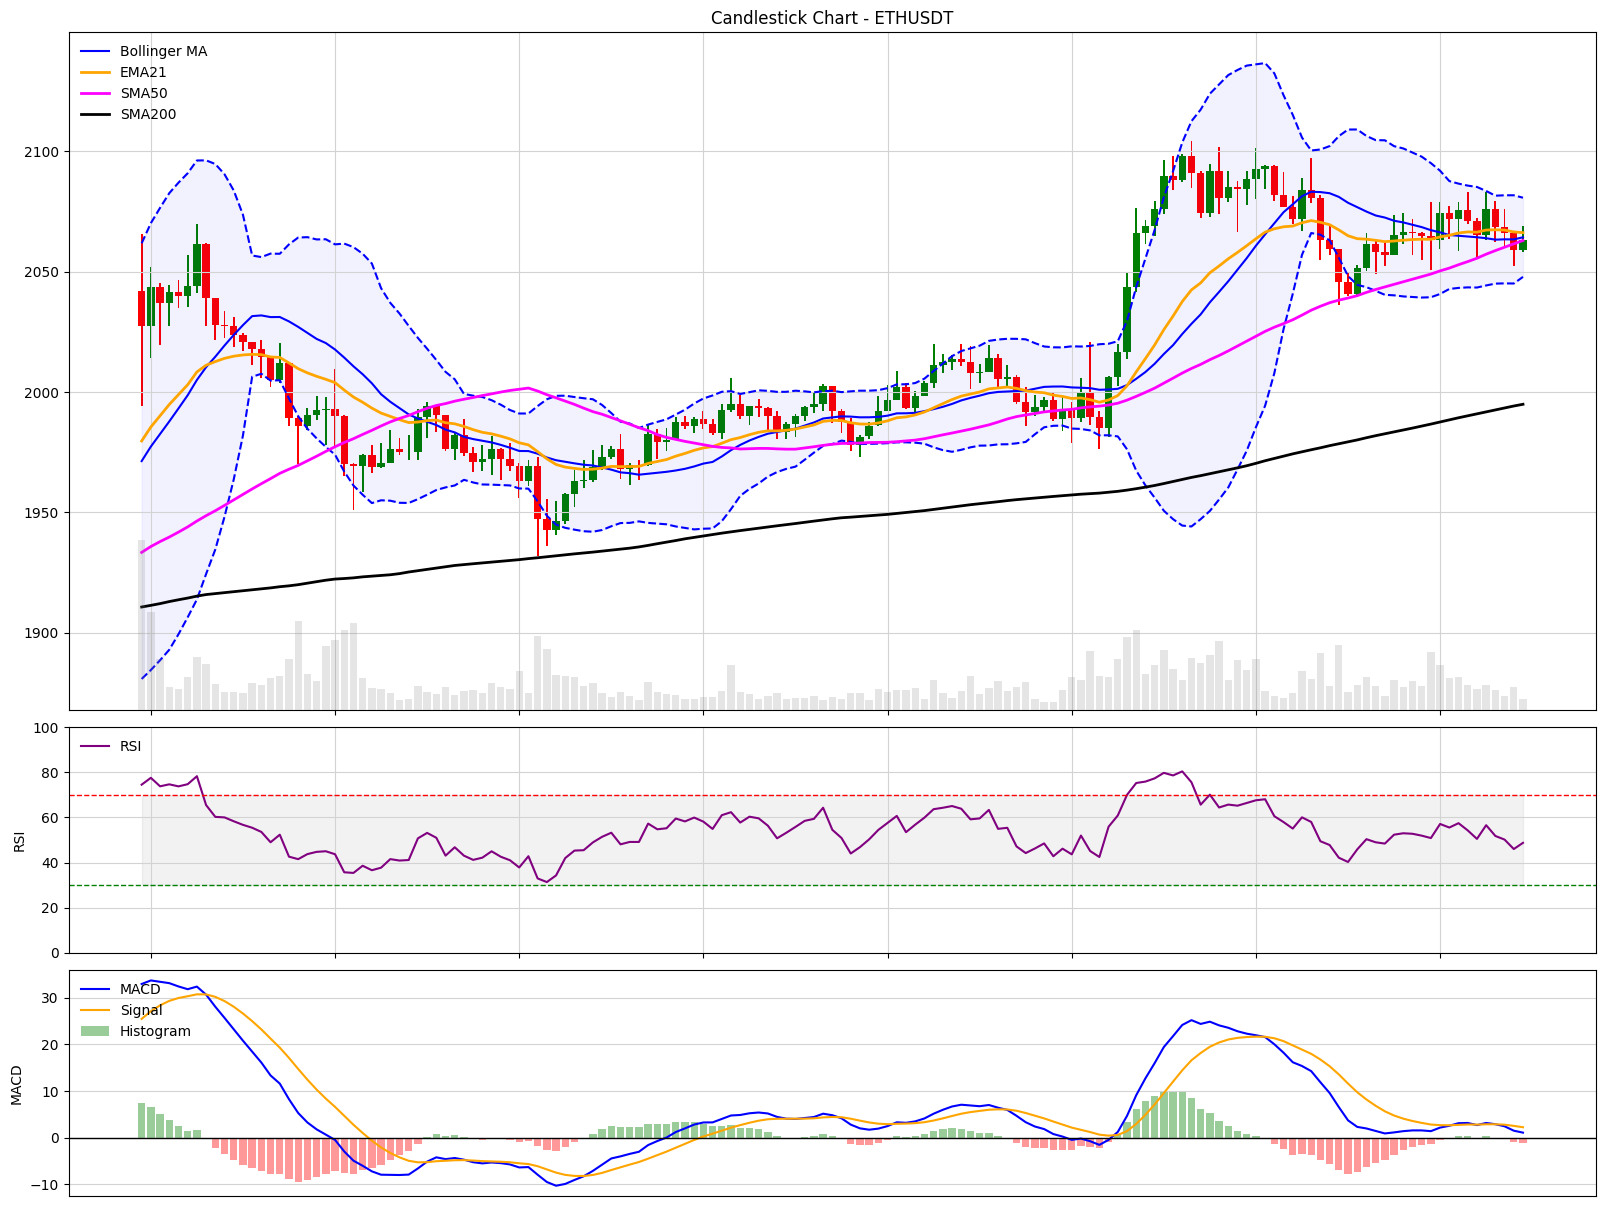 Candlestick Chart - ETHUSDT
Bollinger MA
EMA21
SMA50
SMA200
2100
2050
2000
1950
1900
RSI
100
80
60
40
20
0
RSI
MACD
Signal
Histogram
30
20
10
0
−10
MACD